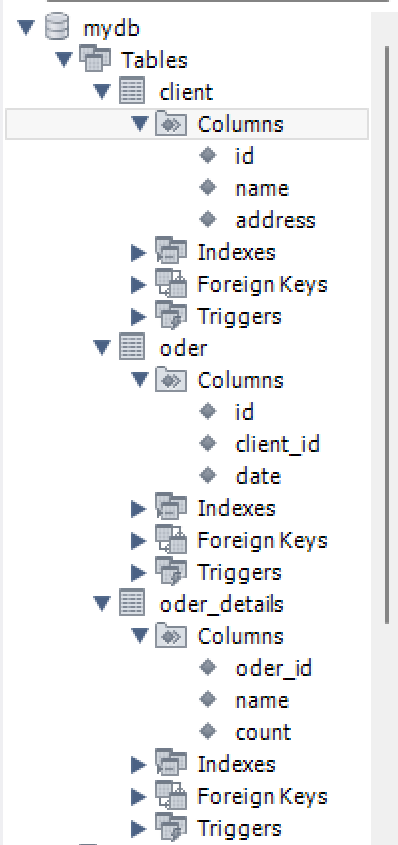 mydb
Tables
client
Columns
id
name
address
Indexes
Foreign Keys
Triggers
oder
Columns
id
client_id
date
Indexes
Foreign Keys
Triggers
oder_details
Columns
oder_id
name
count
Indexes
Foreign Keys
Triggers